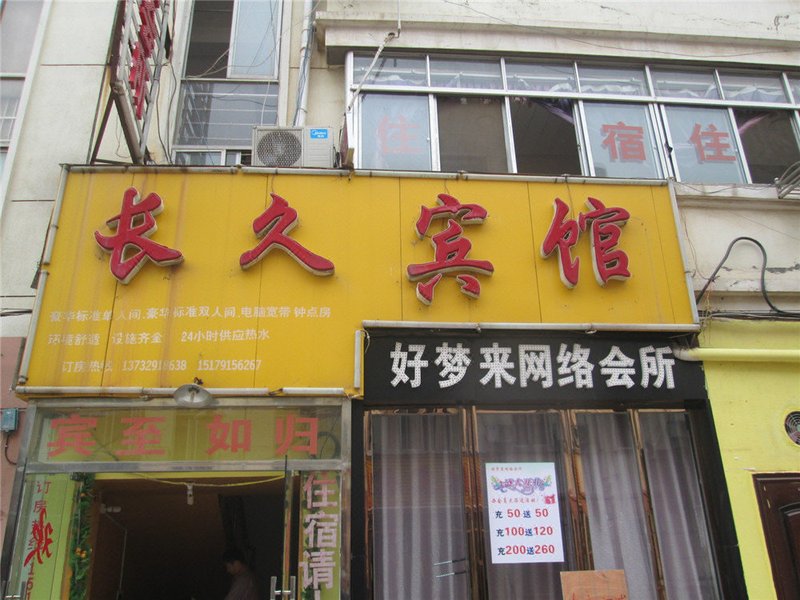 住 宿 住
长久宾馆
豪华标准单人间.豪华标准双人间.电脑宽带 钟点房
环境舒适 设施齐全 24小时供应热水
订房热线: 15179156267
好梦来网络会所
宾至如归
住宿请
订房
充 50 送 50
充 100 送 120
充 200 送 260